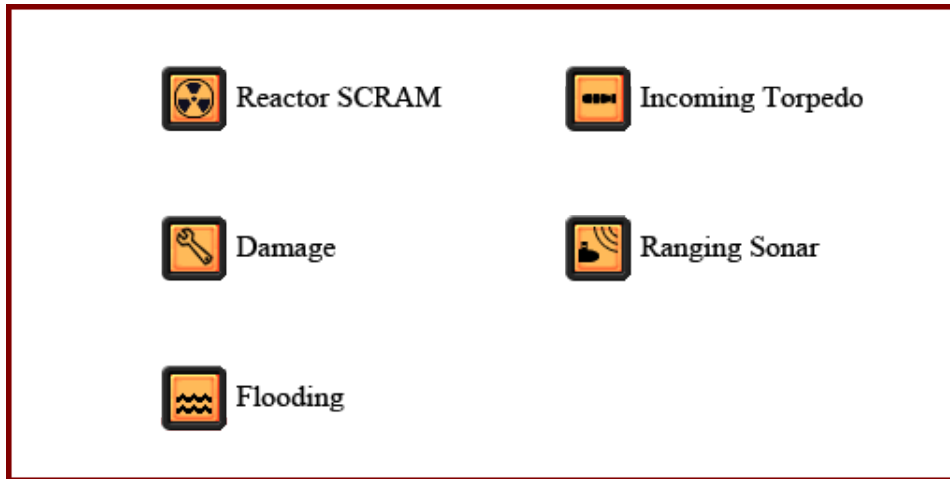 Reactor SCRAM
Incoming Torpedo
Damage
Ranging Sonar
Flooding